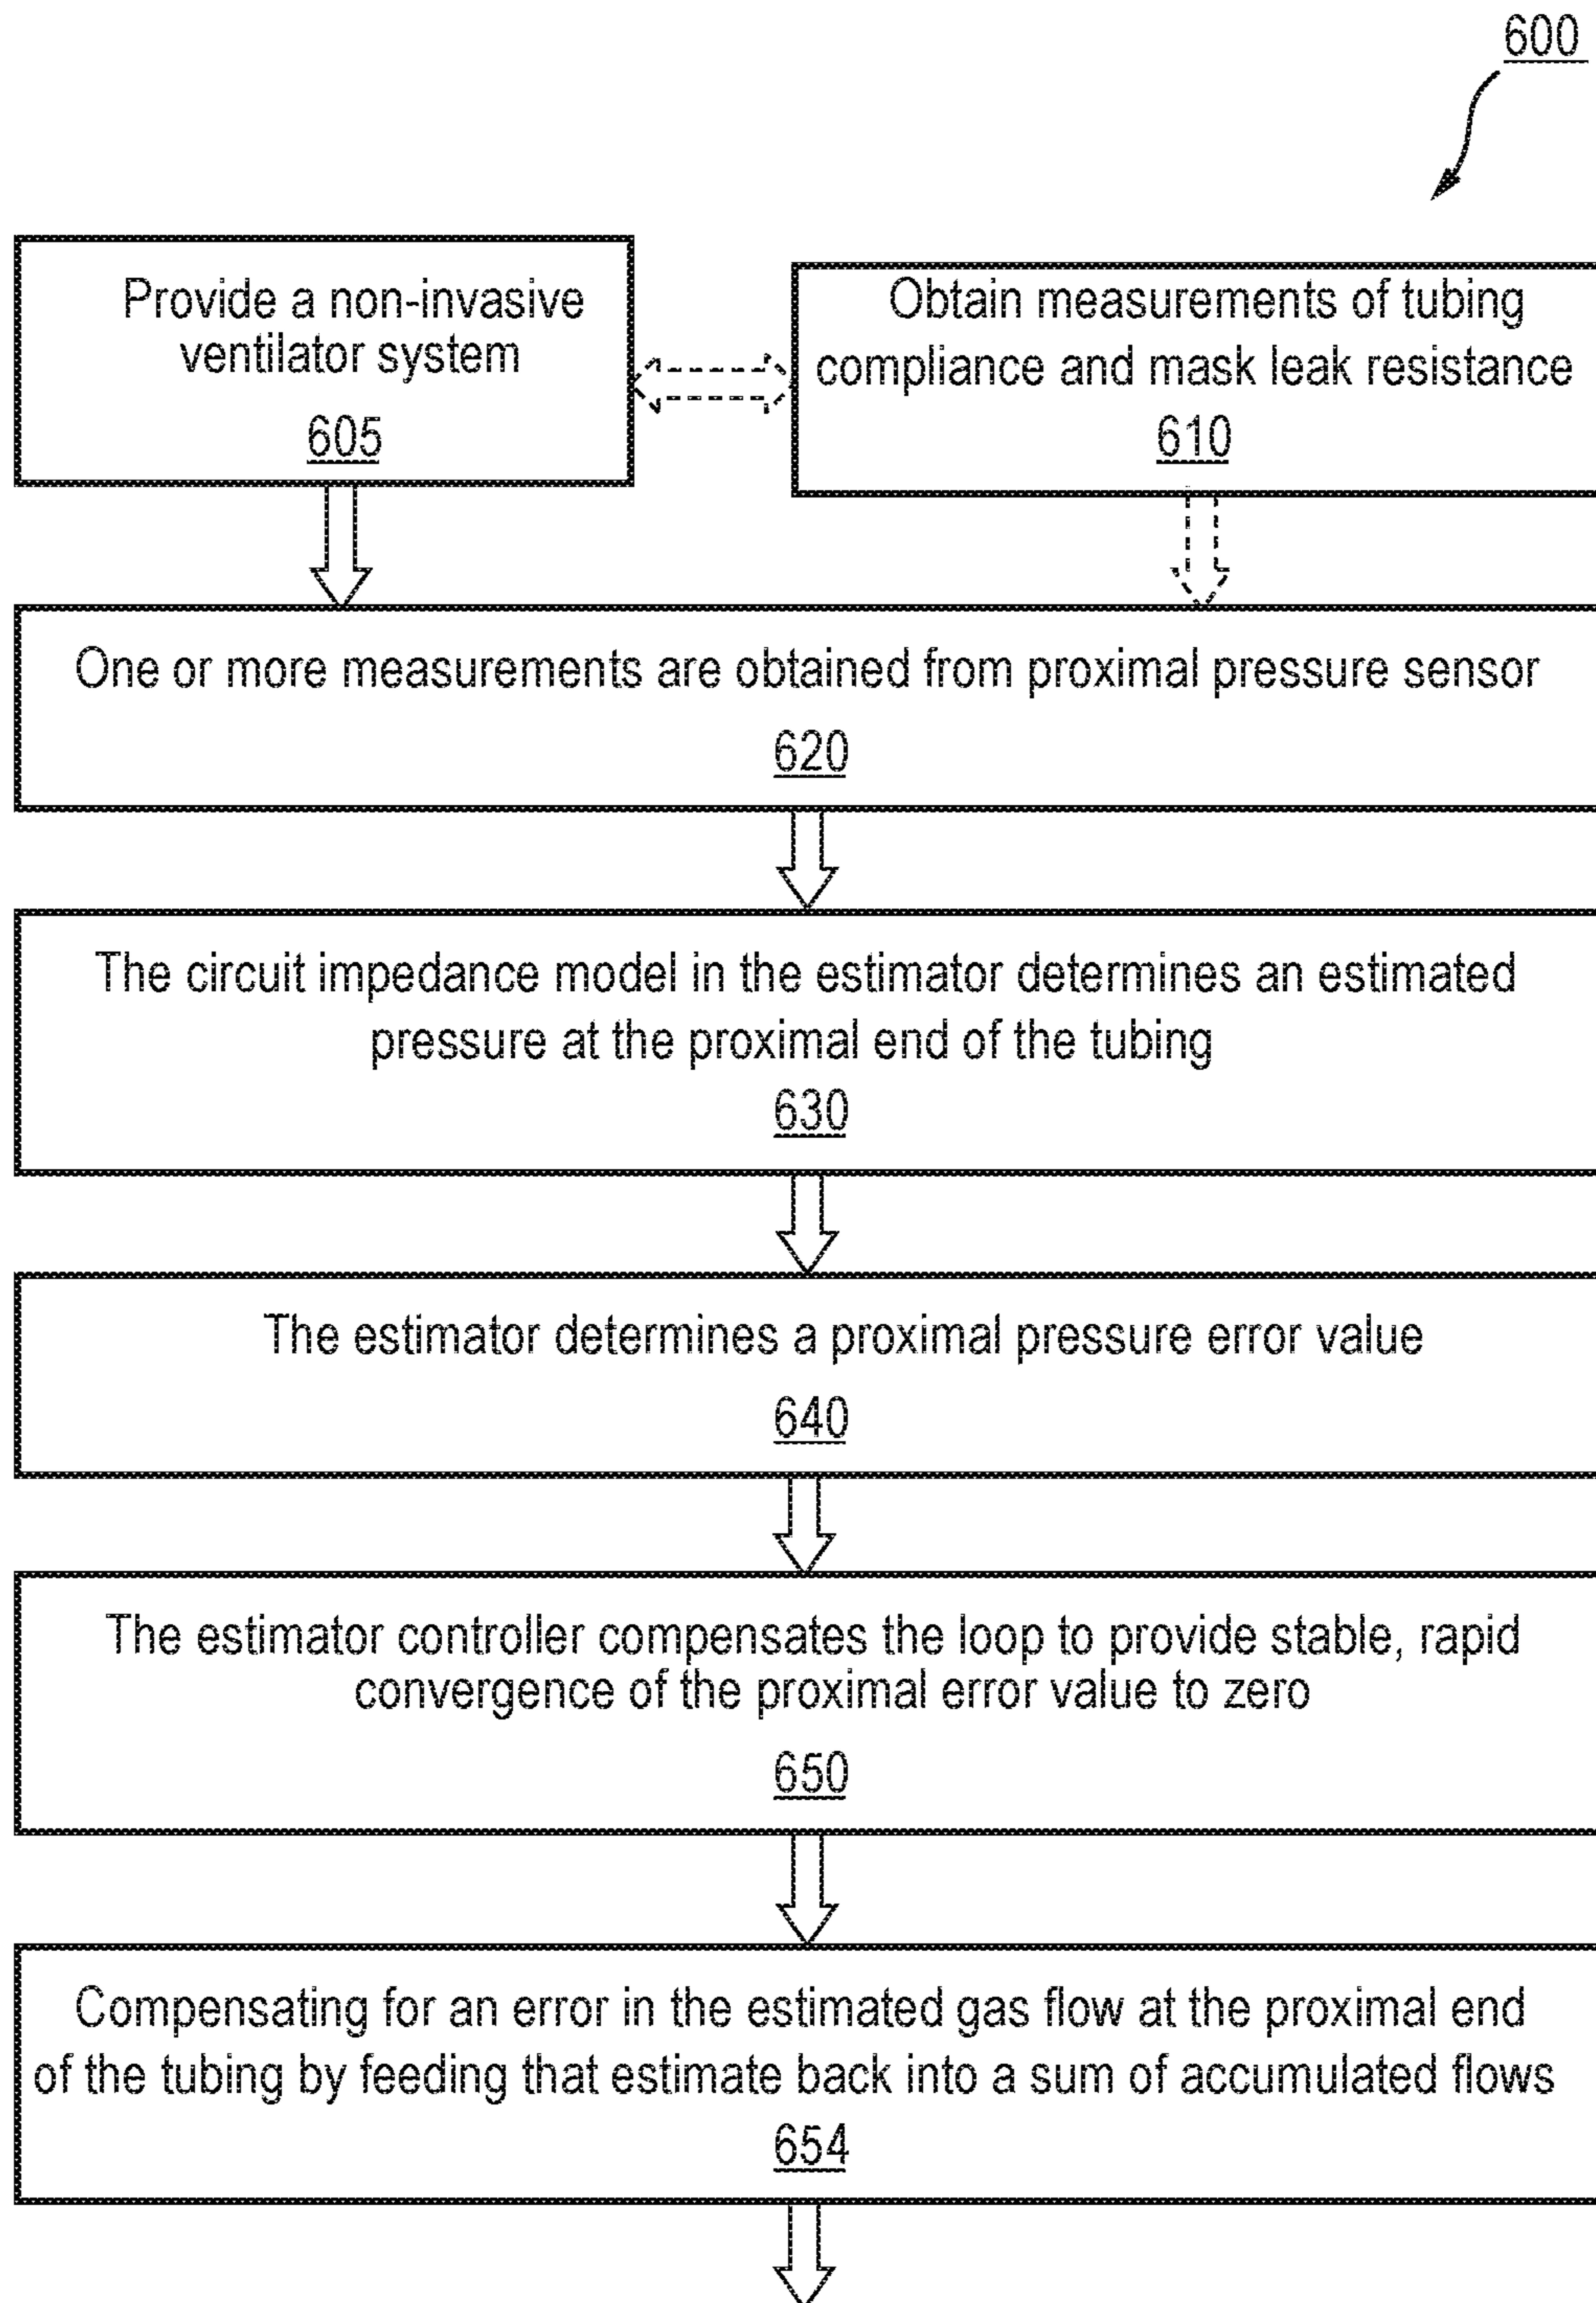 600
Provide a non-invasive
ventilator system
605
Obtain measurements of tubing
compliance and mask leak resistance
610
One or more measurements are obtained from proximal pressure sensor
620
The circuit impedance model in the estimator determines an estimated
pressure at the proximal end of the tubing
630
The estimator determines a proximal pressure error value
640
The estimator controller compensates the loop to provide stable, rapid
convergence of the proximal error value to zero
650
Compensating for an error in the estimated gas flow at the proximal end
of the tubing by feeding that estimate back into a sum of accumulated flows
654